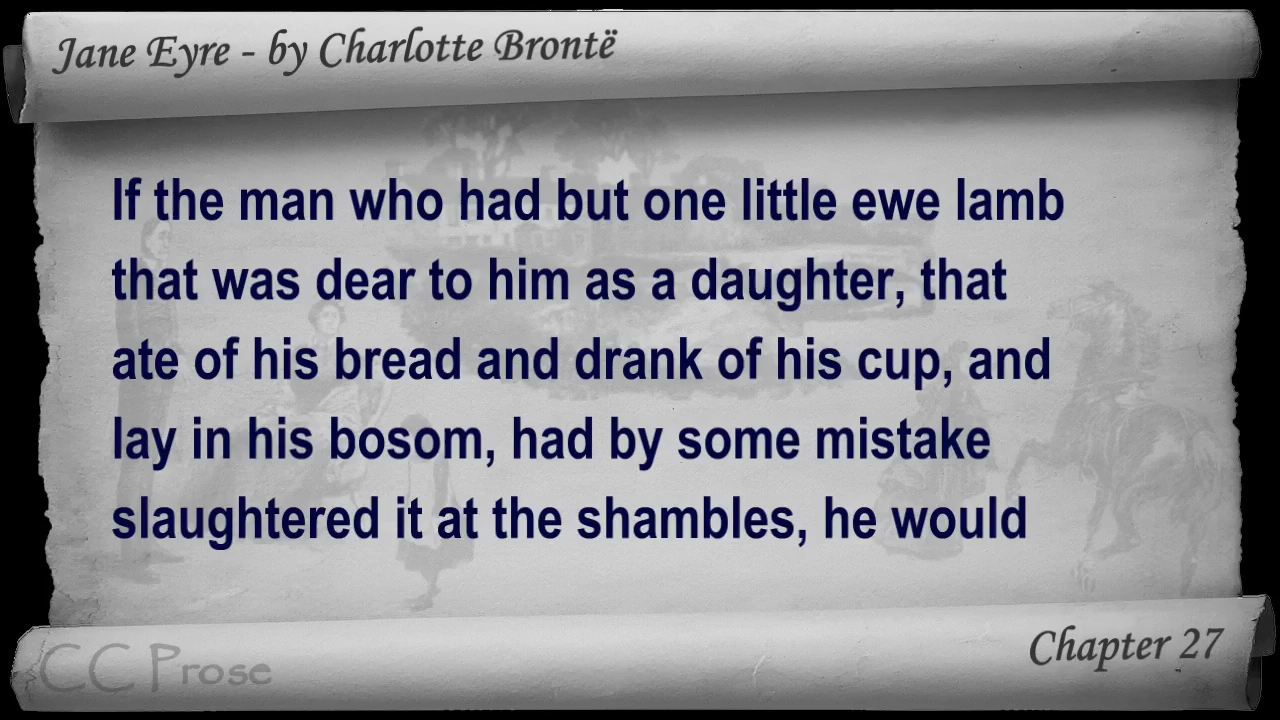 Jane Eyre - by Charlotte Brontë
If the man who had but one little ewe lamb
that was dear to him as a daughter, that
ate of his bread and drank of his cup, and
lay in his bosom, had by some mistake
slaughtered it at the shambles, he would
Chapter 27
CC Prose